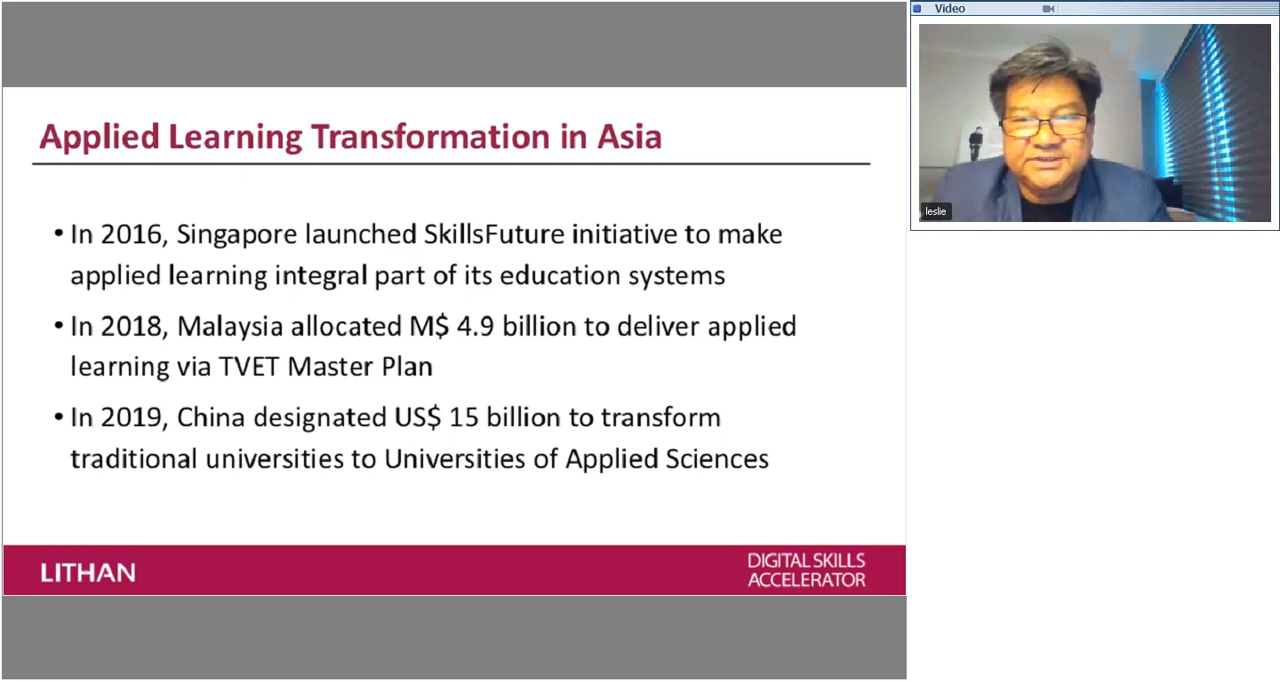 Video
Applied Learning Transformation in Asia
• In 2016, Singapore launched SkillsFuture initiative to make
applied learning integral part of its education systems
• In 2018, Malaysia allocated M$ 4.9 billion to deliver applied
learning via TVET Master Plan
• In 2019, China designated US$ 15 billion to transform
traditional universities to Universities of Applied Sciences
LITHAN
DIGITAL SKILLS
ACCELERATOR
leslie